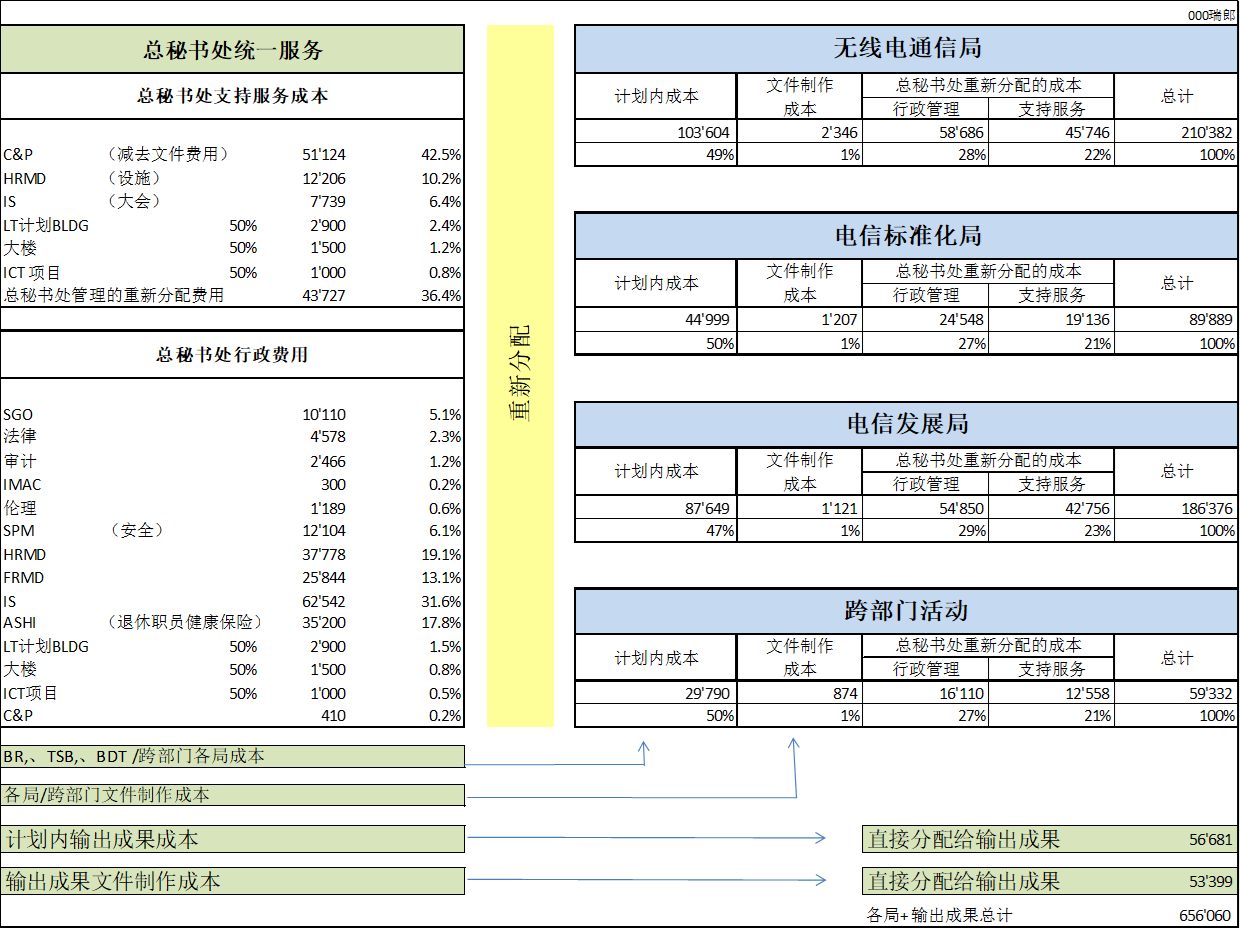 000瑞郎
总秘书处统一服务
总秘书处支持服务成本
C&P （减去文件费用） 51'124 42.5%
HRMD （设施） 12'206 10.2%
IS （大会） 7'739 6.4%
LT计划BLDG 50% 2'900 2.4%
大楼 50% 1'500 1.2%
ICT 项目 50% 1'000 0.8%
总秘书处管理的重新分配费用 43'727 36.4%
总秘书处行政费用
SGO 10'110 5.1%
法律 4'578 2.3%
审计 2'466 1.2%
IMAC 300 0.2%
伦理 1'189 0.6%
SPM （安全） 12'104 6.1%
HRMD 37'778 19.1%
FRMD 25'844 13.1%
IS 62'542 31.6%
ASHI （退休职员健康保险） 35'200 17.8%
LT计划BLDG 50% 2'900 1.5%
大楼 50% 1'500 0.8%
ICT项目 50% 1'000 0.5%
C&P 410 0.2%
重新分配
无线电通信局
计划内成本 文件制作 总秘书处重新分配的成本 总计
成本 行政管理 支持服务
103'604 2'346 58'686 45'746 210'382
49% 1% 28% 22% 100%
电信标准化局
计划内成本 文件制作 总秘书处重新分配的成本 总计
成本 行政管理 支持服务
44'999 1'207 24'548 19'136 89'889
50% 1% 27% 21% 100%
电信发展局
计划内成本 文件制作 总秘书处重新分配的成本 总计
成本 行政管理 支持服务
87'649 1'121 54'850 42'756 186'376
47% 1% 29% 23% 100%
跨部门活动
计划内成本 文件制作 总秘书处重新分配的成本 总计
成本 行政管理 支持服务
29'790 874 16'110 12'558 59'332
50% 1% 27% 21% 100%
BR,、TSB,、BDT /跨部门各局成本
各局/跨部门文件制作成本
计划内输出成果成本 直接分配给输出成果 56'681
输出成果文件制作成本 直接分配给输出成果 53'399
各局+输出成果总计 656'060